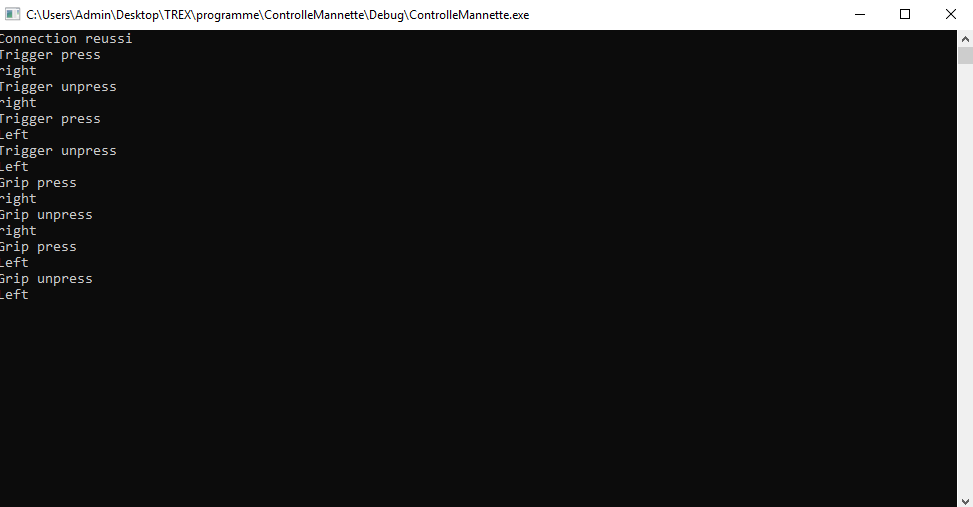 C:\Users\Admin\Desktop\TREX\programme\ControlleMannette\Debug\ControlleMannette.exe
Connection reussi
Trigger press
right
Trigger unpress
right
Trigger press
Left
Trigger unpress
Left
Grip press
right
Grip unpress
right
Grip press
Left
Grip unpress
Left